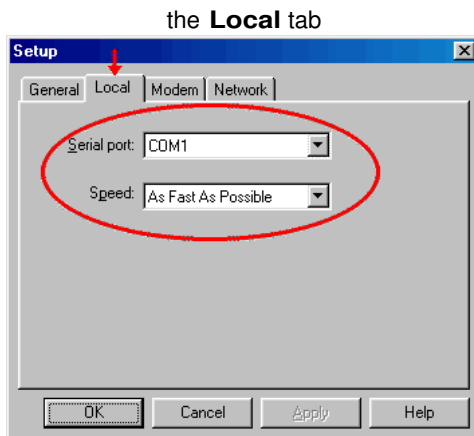 the Local tab
Setup
General Local Modem Network
Serial port: COM1
Speed: As Fast As Possible
OK Cancel Apply Help